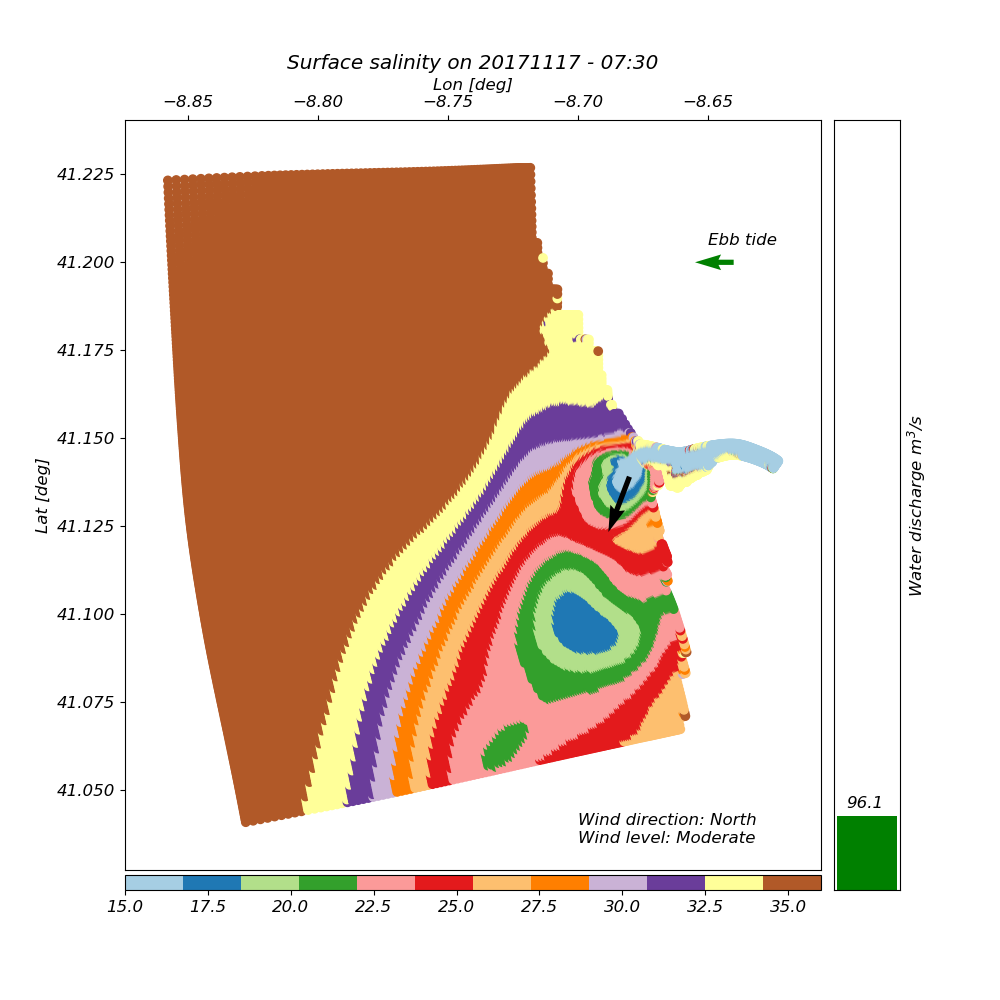 Surface salinity on 20171117 - 07:30
Lon [deg]
−8.85 −8.80 −8.75 −8.70 −8.65
41.225
41.200
41.175
41.150
41.125
41.100
41.075
41.050
Lat [deg]
Ebb tide
Wind direction: North
Wind level: Moderate
Water discharge m³/s
96.1
15.0 17.5 20.0 22.5 25.0 27.5 30.0 32.5 35.0